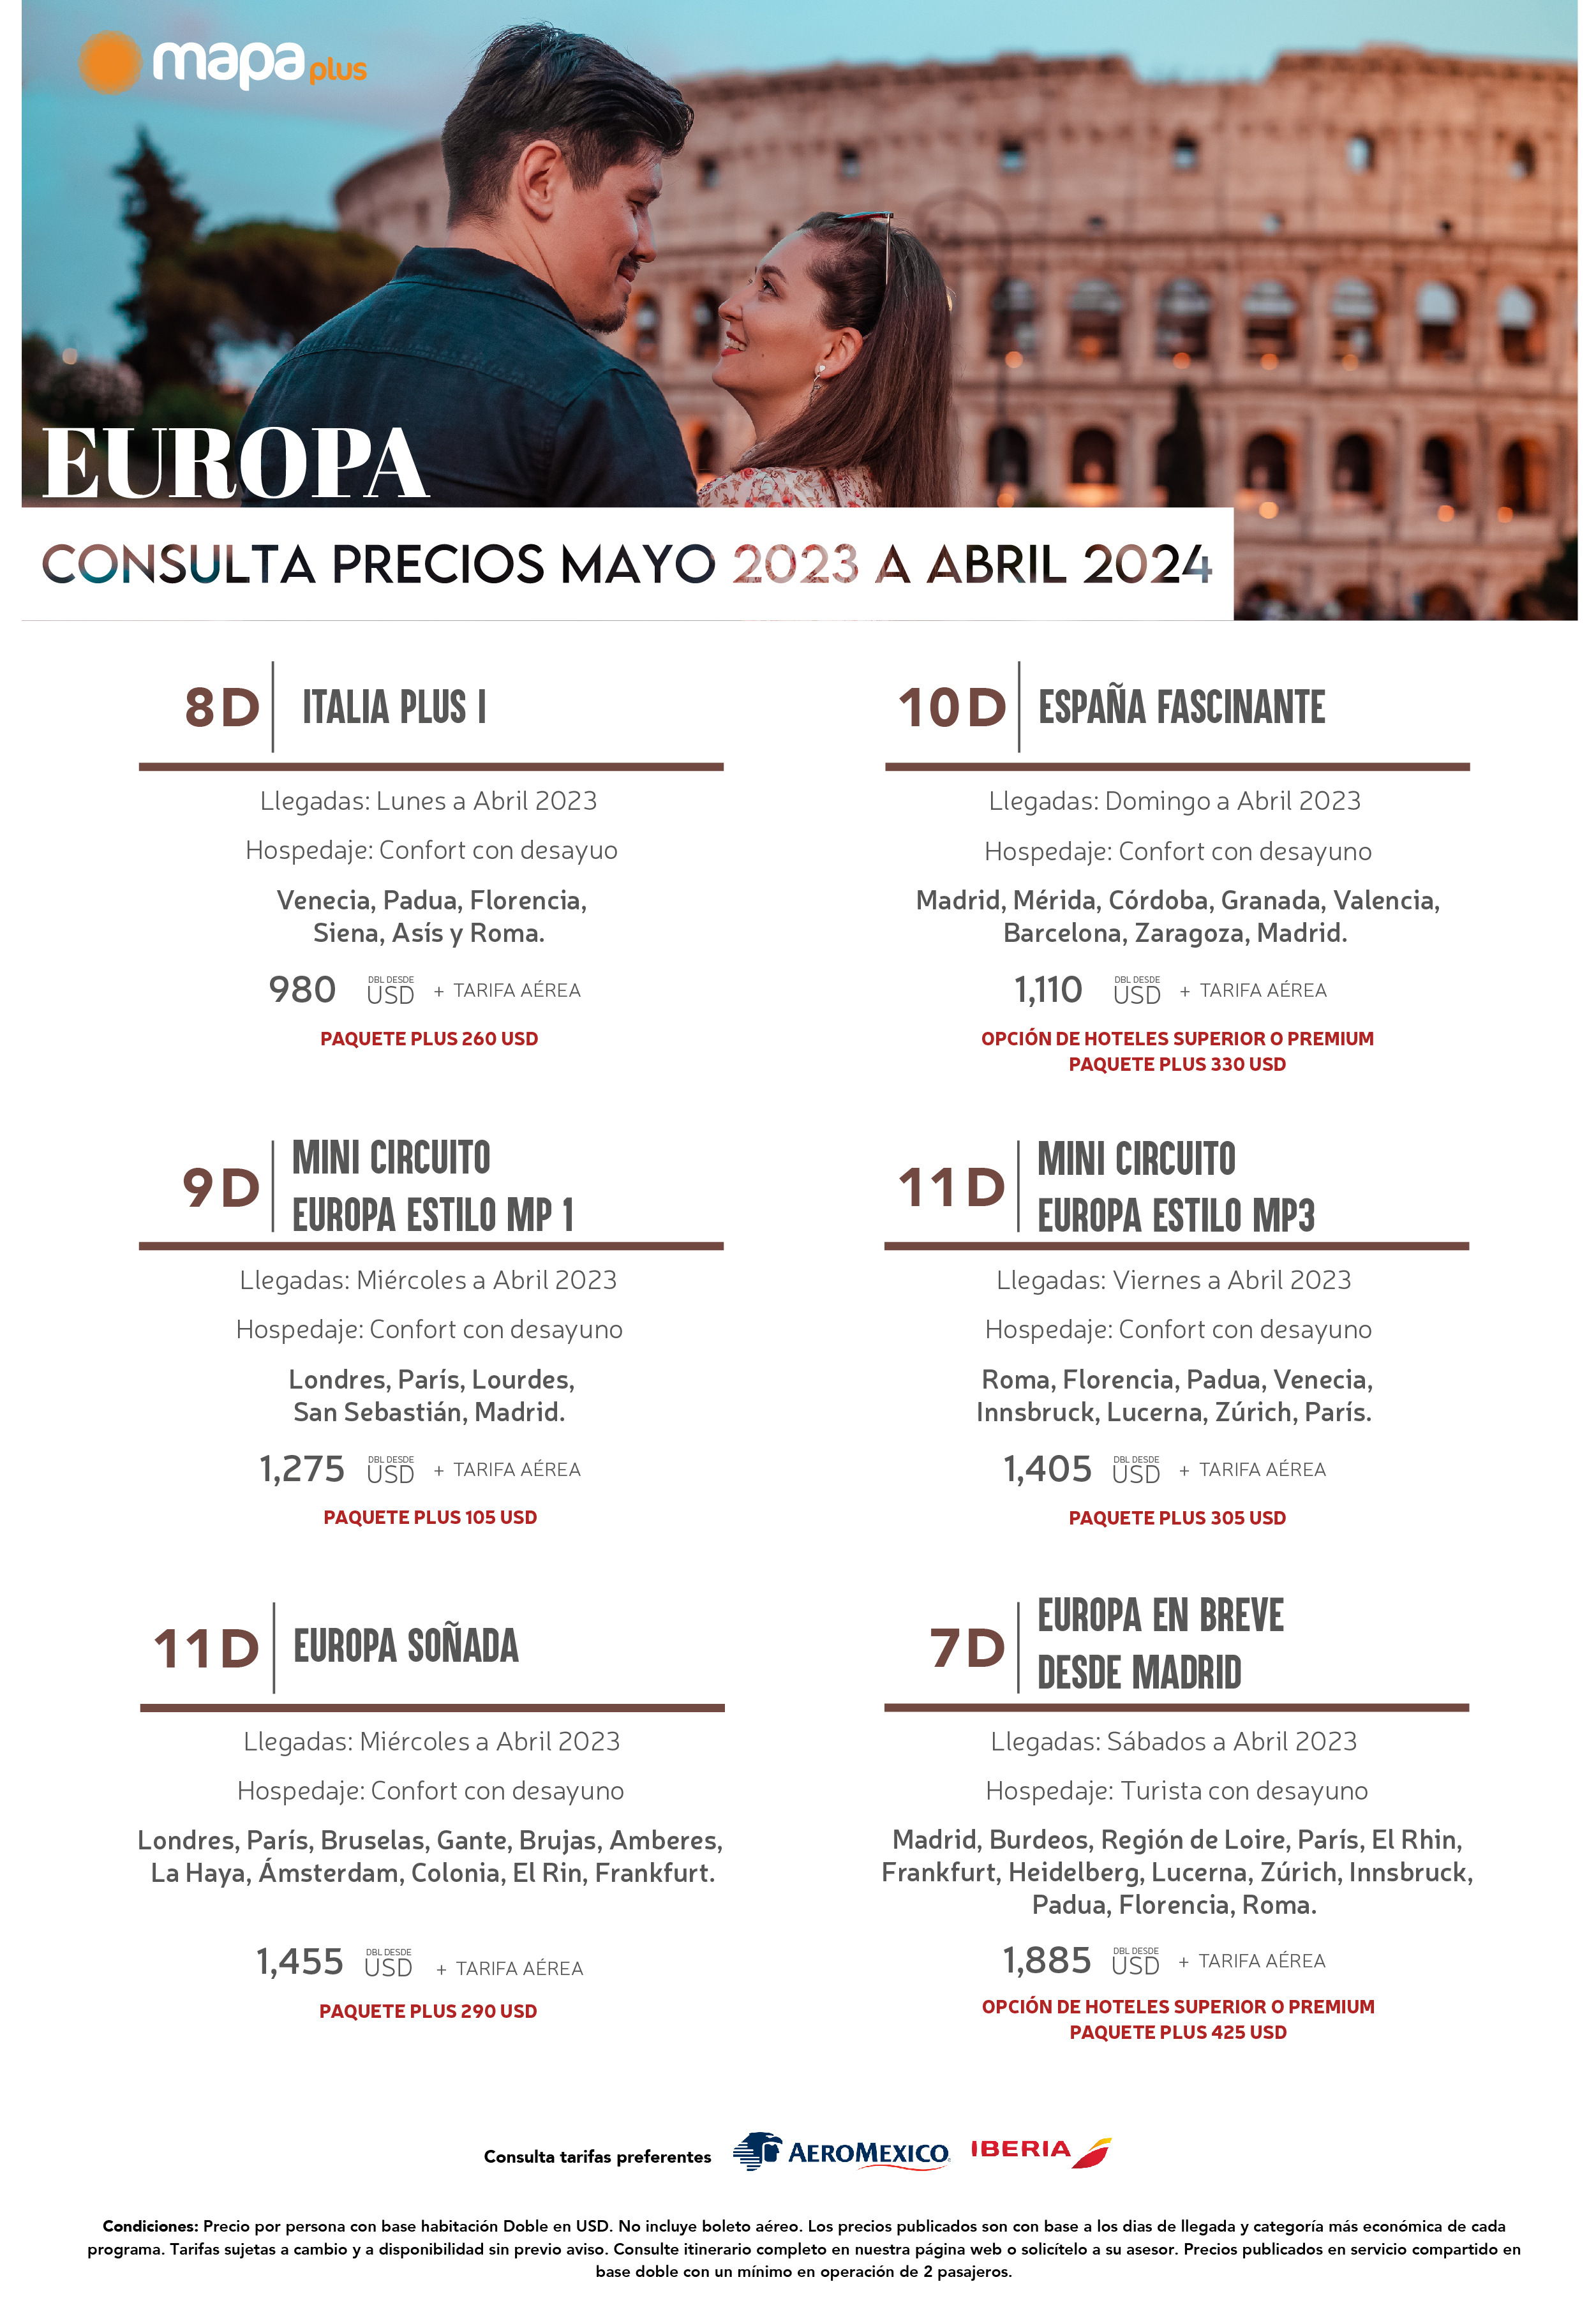 mapa plus
EUROPA
CONSULTA PRECIOS MAYO 2023 A ABRIL 2024
8D ITALIA PLUS I
Llegadas: Lunes a Abril 2023
Hospedaje: Confort con desayuo
Venecia, Padua, Florencia,
Siena, Asís y Roma.
980 DBL DESDE USD + TARIFA AÉREA
PAQUETE PLUS 260 USD
10D ESPAÑA FASCINANTE
Llegadas: Domingo a Abril 2023
Hospedaje: Confort con desayuno
Madrid, Mérida, Córdoba, Granada, Valencia,
Barcelona, Zaragoza, Madrid.
1,110 DBL DESDE USD + TARIFA AÉREA
OPCIÓN DE HOTELES SUPERIOR O PREMIUM
PAQUETE PLUS 330 USD
9D MINI CIRCUITO
EUROPA ESTILO MP 1
Llegadas: Miércoles a Abril 2023
Hospedaje: Confort con desayuno
Londres, París, Lourdes,
San Sebastián, Madrid.
1,275 DBL DESDE USD + TARIFA AÉREA
PAQUETE PLUS 105 USD
11D MINI CIRCUITO
EUROPA ESTILO MP3
Llegadas: Viernes a Abril 2023
Hospedaje: Confort con desayuno
Roma, Florencia, Padua, Venecia,
Innsbruck, Lucerna, Zúrich, París.
1,405 DBL DESDE USD + TARIFA AÉREA
PAQUETE PLUS 305 USD
11D EUROPA SOÑADA
Llegadas: Miércoles a Abril 2023
Hospedaje: Confort con desayuno
Londres, París, Bruselas, Gante, Brujas, Amberes,
La Haya, Ámsterdam, Colonia, El Rin, Frankfurt.
1,455 DBL DESDE USD + TARIFA AÉREA
PAQUETE PLUS 290 USD
7D EUROPA EN BREVE
DESDE MADRID
Llegadas: Sábados a Abril 2023
Hospedaje: Turista con desayuno
Madrid, Burdeos, Región de Loire, París, El Rhin,
Frankfurt, Heidelberg, Lucerna, Zúrich, Innsbruck,
Padua, Florencia, Roma.
1,885 DBL DESDE USD + TARIFA AÉREA
OPCIÓN DE HOTELES SUPERIOR O PREMIUM
PAQUETE PLUS 425 USD
Consulta tarifas preferentes AEROMEXICO IBERIA
Condiciones: Precio por persona con base habitación Doble en USD. No incluye boleto aéreo. Los precios publicados son con base a los dias de llegada y categoría más económica de cada
programa. Tarifas sujetas a cambio y a disponibilidad sin previo aviso. Consulte itinerario completo en nuestra página web o solicítelo a su asesor. Precios publicados en servicio compartido en
base doble con un mínimo en operación de 2 pasajeros.